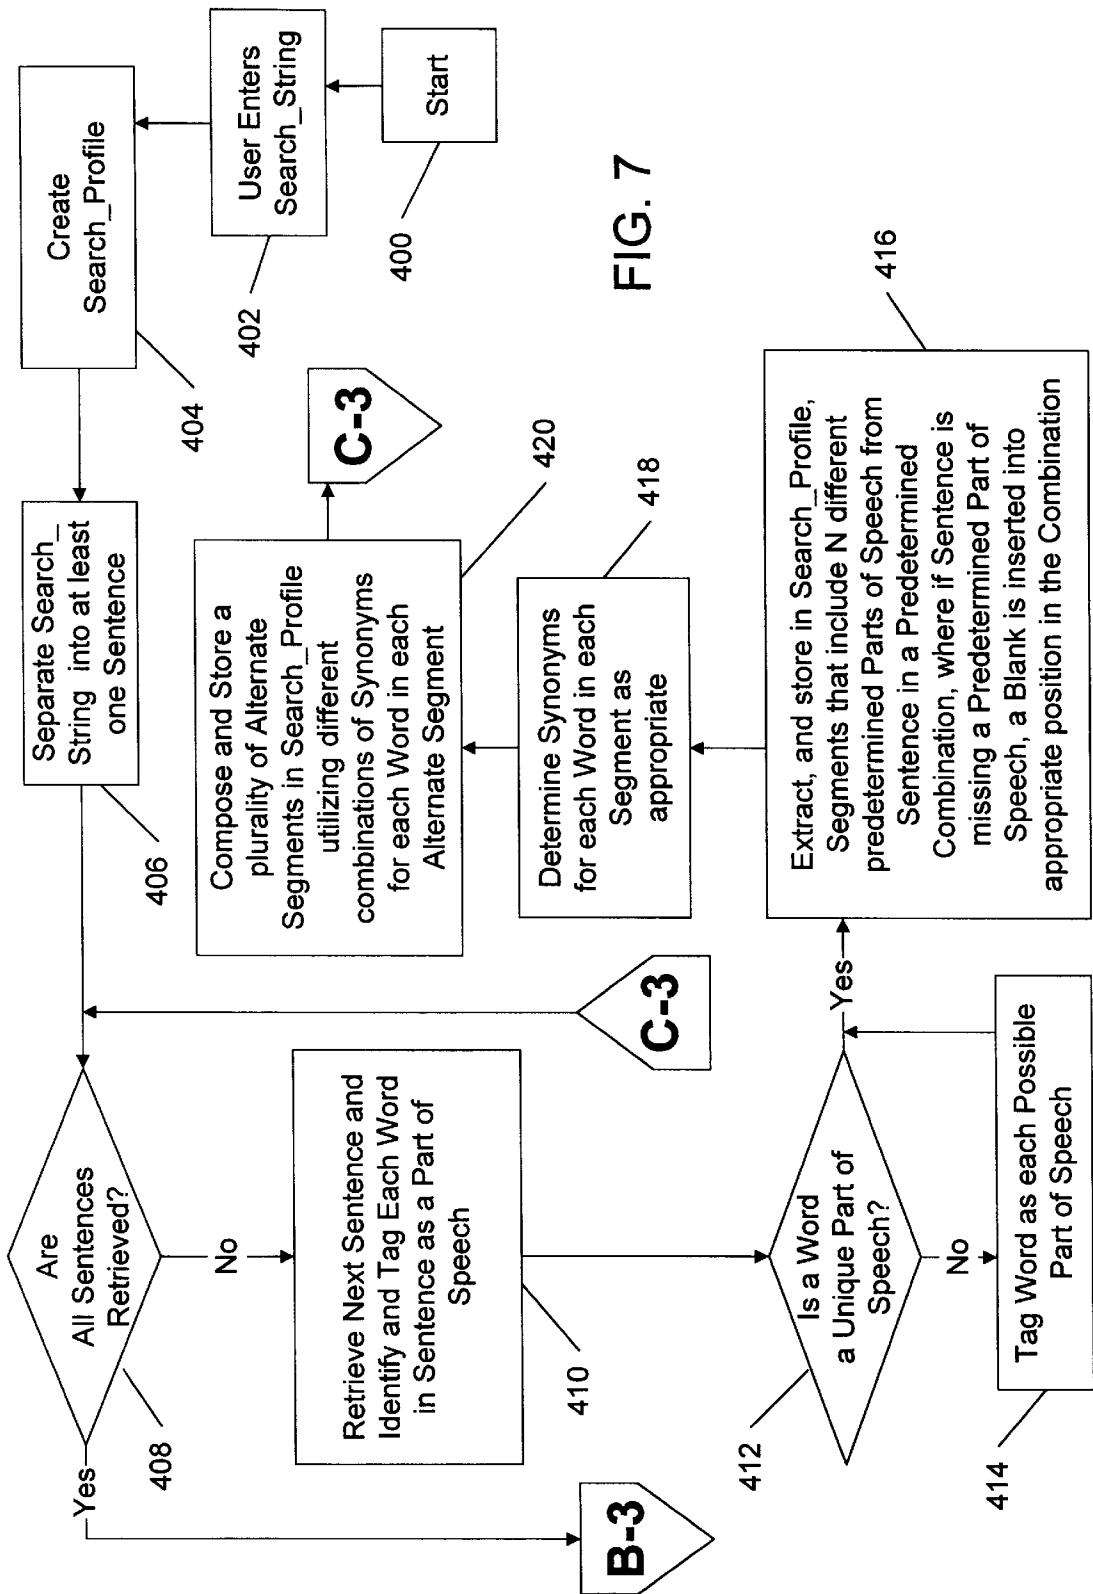 Start
400
User Enters
Search_String
402
Create
Search_Profile
404
Separate Search_
String into at least
one Sentence
406
Are
All Sentences
Retrieved?
408
Yes
B-3
No
Retrieve Next Sentence and
Identify and Tag Each Word
in Sentence as a Part of
Speech
410
Is a Word
a Unique Part of
Speech?
412
No
Tag Word as each Possible
Part of Speech
414
Yes
Extract, and store in Search_Profile,
Segments that include N different
predetermined Parts of Speech from
Sentence in a Predetermined
Combination, where if Sentence is
missing a Predetermined Part of
Speech, a Blank is inserted into
appropriate position in the Combination
416
Determine Synonyms
for each Word in each
Segment as
appropriate
418
Compose and Store a
plurality of Alternate
Segments in Search_Profile
utilizing different
combinations of Synonyms
for each Word in each
Alternate Segment
420
C-3
C-3
FIG. 7